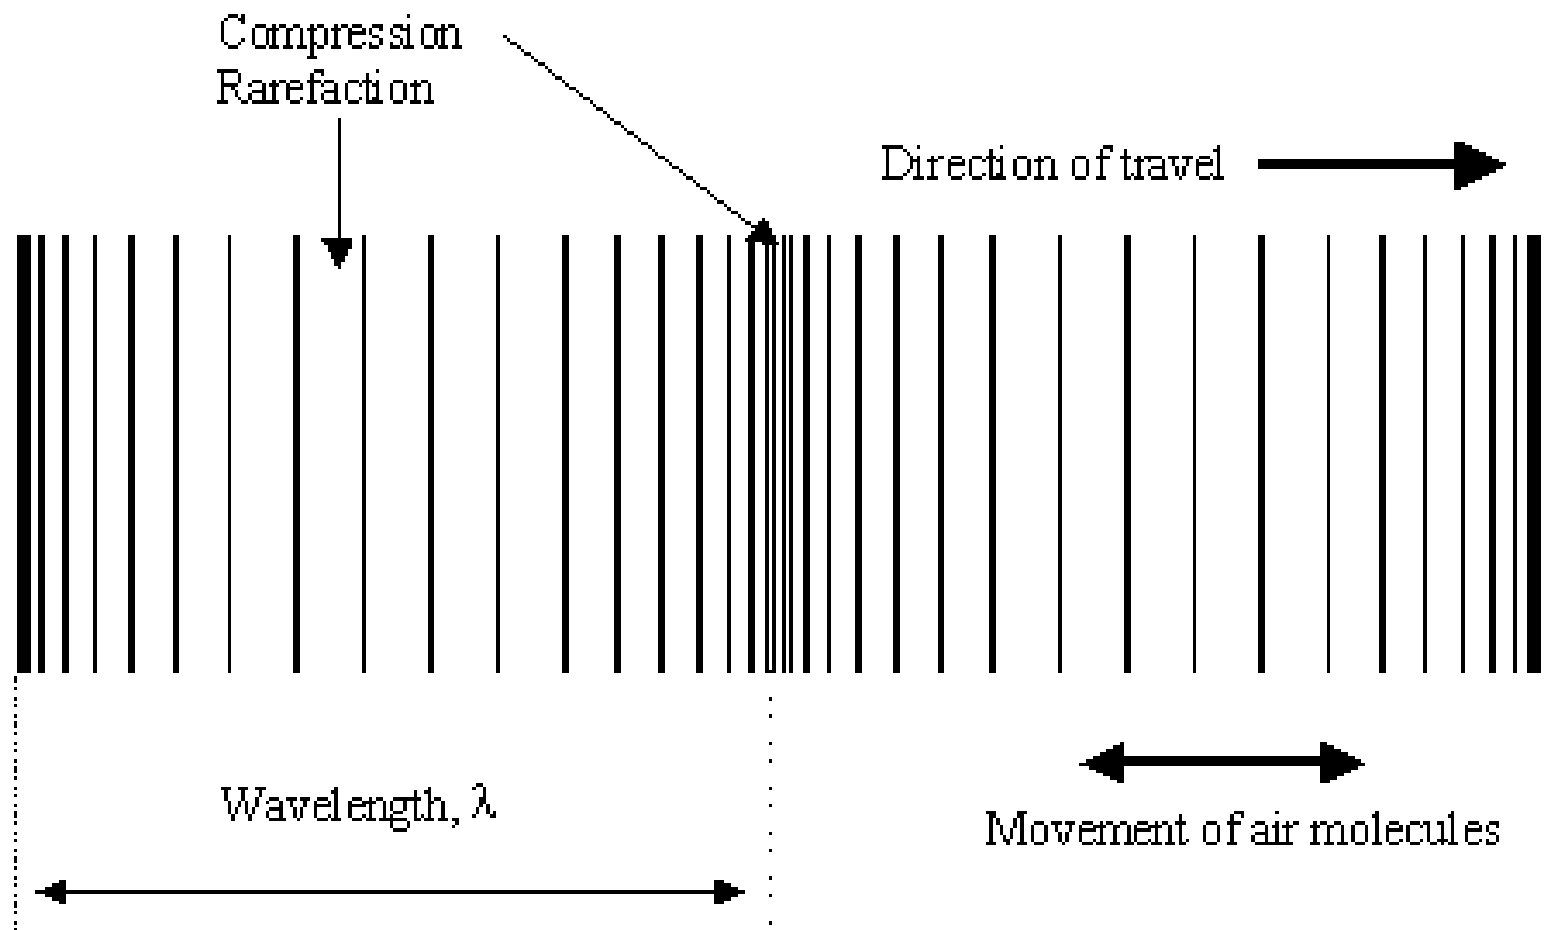 Compression
Rarefaction
Direction of travel
Wavelength, λ
Movement of air molecules